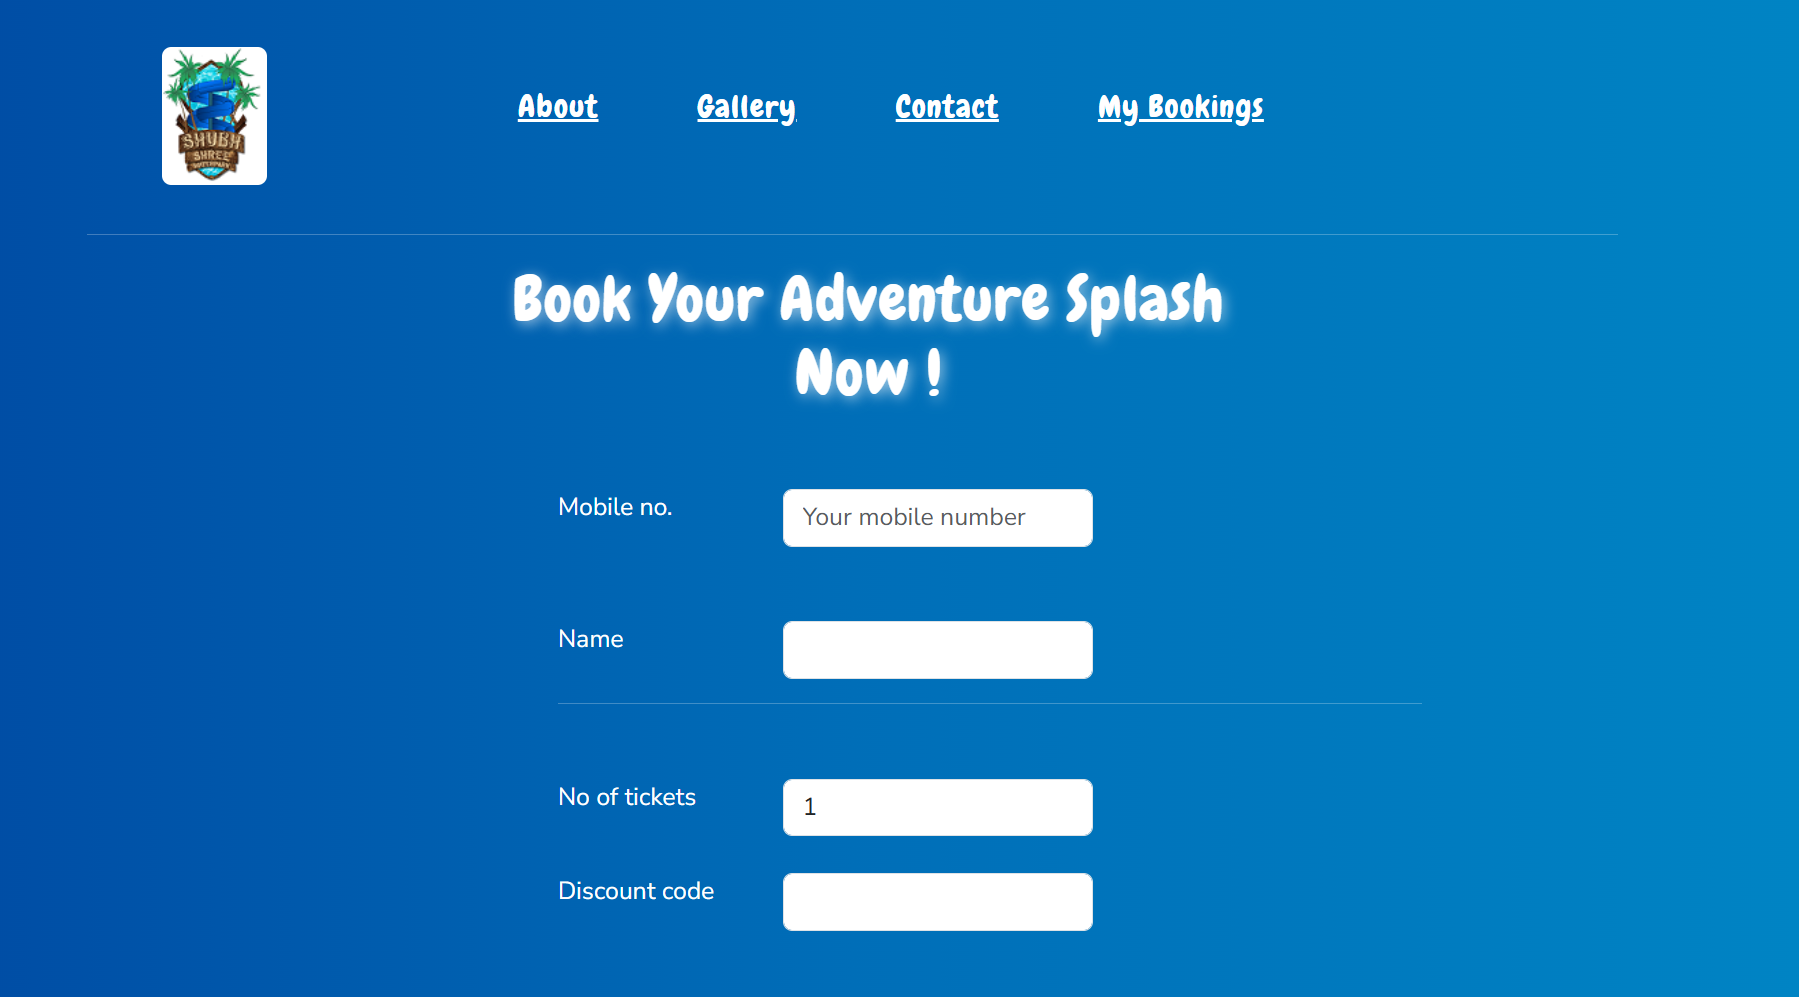 SHUBH
SHREE
WATERPARK
About
Gallery
Contact
My Bookings
Book Your Adventure Splash
Now !
Mobile no.
Your mobile number
Name
No of tickets
1
Discount code